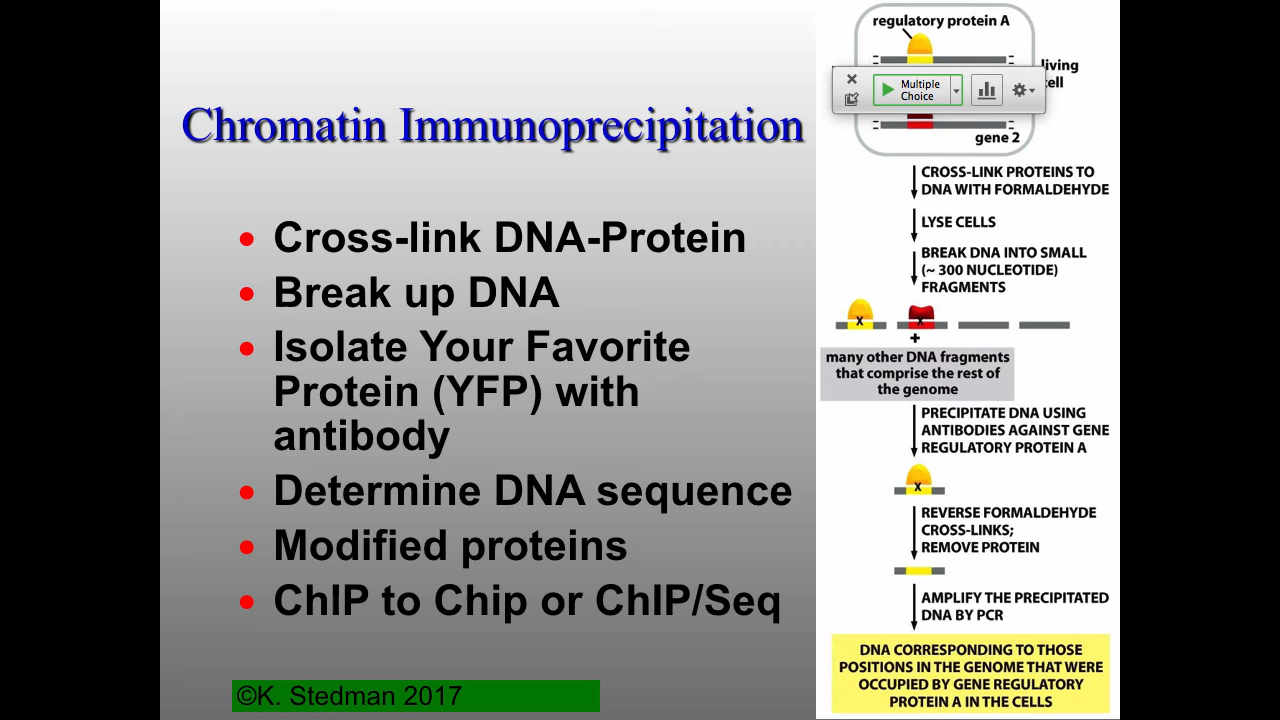 Chromatin Immunoprecipitation
Cross-link DNA-Protein
Break up DNA
Isolate Your Favorite
Protein (YFP) with
antibody
Determine DNA sequence
Modified proteins
ChIP to Chip or ChIP/Seq
©K. Stedman 2017
regulatory protein A
living
Multiple
Choice
gene 2
CROSS-LINK PROTEINS TO
DNA WITH FORMALDEHYDE
LYSE CELLS
BREAK DNA INTO SMALL
(~ 300 NUCLEOTIDE)
FRAGMENTS
X
X
+
many other DNA fragments
that comprise the rest of
the genome
PRECIPITATE DNA USING
ANTIBODIES AGAINST GENE
REGULATORY PROTEIN A
X
REVERSE FORMALDEHYDE
CROSS-LINKS;
REMOVE PROTEIN
AMPLIFY THE PRECIPITATED
DNA BY PCR
DNA CORRESPONDING TO THOSE
POSITIONS IN THE GENOME THAT WERE
OCCUPIED BY GENE REGULATORY
PROTEIN A IN THE CELLS